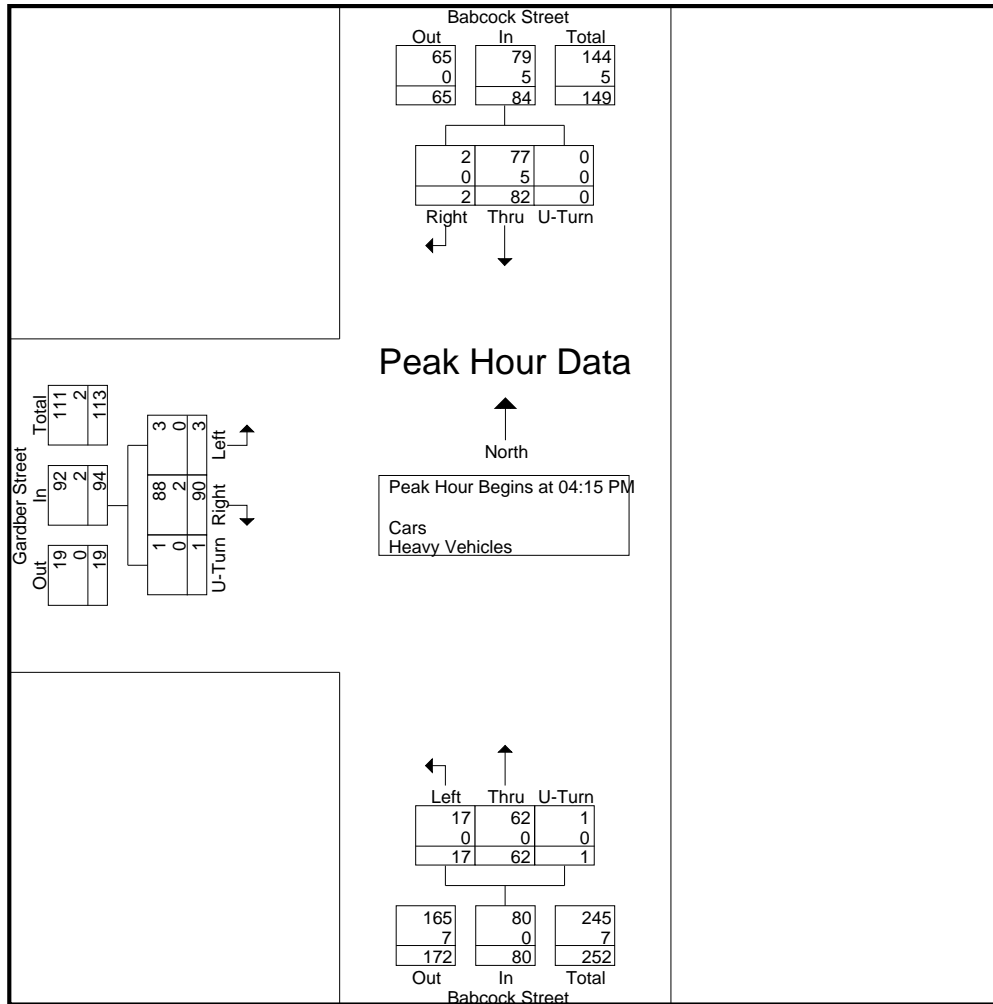 Babcock Street
Out In Total
65 79 144
0 5 5
65 84 149
2 77 0
0 5 0
2 82 0
Right Thru U-Turn
Peak Hour Data
North
Peak Hour Begins at 04:15 PM
Cars
Heavy Vehicles
Gardber Street
Out In Total
19 92 111
0 2 2
19 94 113
1 88 3
0 2 0
1 90 3
U-Turn Right Left
Left Thru U-Turn
17 62 1
0 0 0
17 62 1
165 80 245
7 0 7
172 80 252
Out In Total
Babcock Street